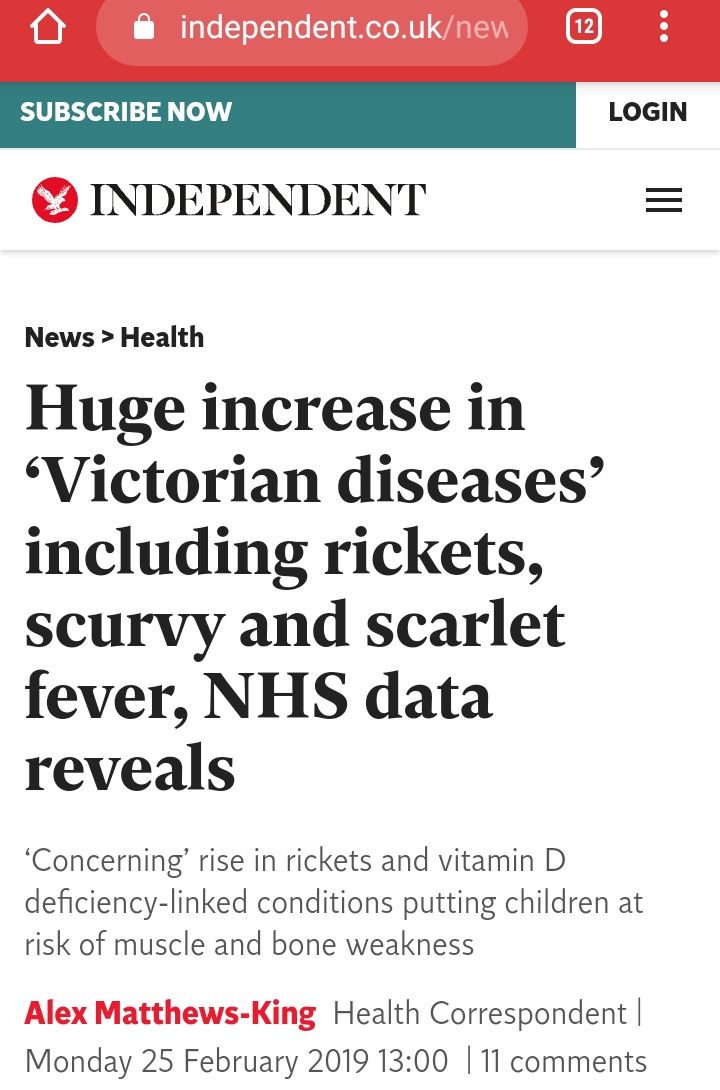 independent.co.uk/new
12
SUBSCRIBE NOW
LOGIN
INDEPENDENT
News > Health
Huge increase in
‘Victorian diseases’
including rickets,
scurvy and scarlet
fever, NHS data
reveals
‘Concerning’ rise in rickets and vitamin D
deficiency-linked conditions putting children at
risk of muscle and bone weakness
Alex Matthews-King Health Correspondent |
Monday 25 February 2019 13:00 | 11 comments